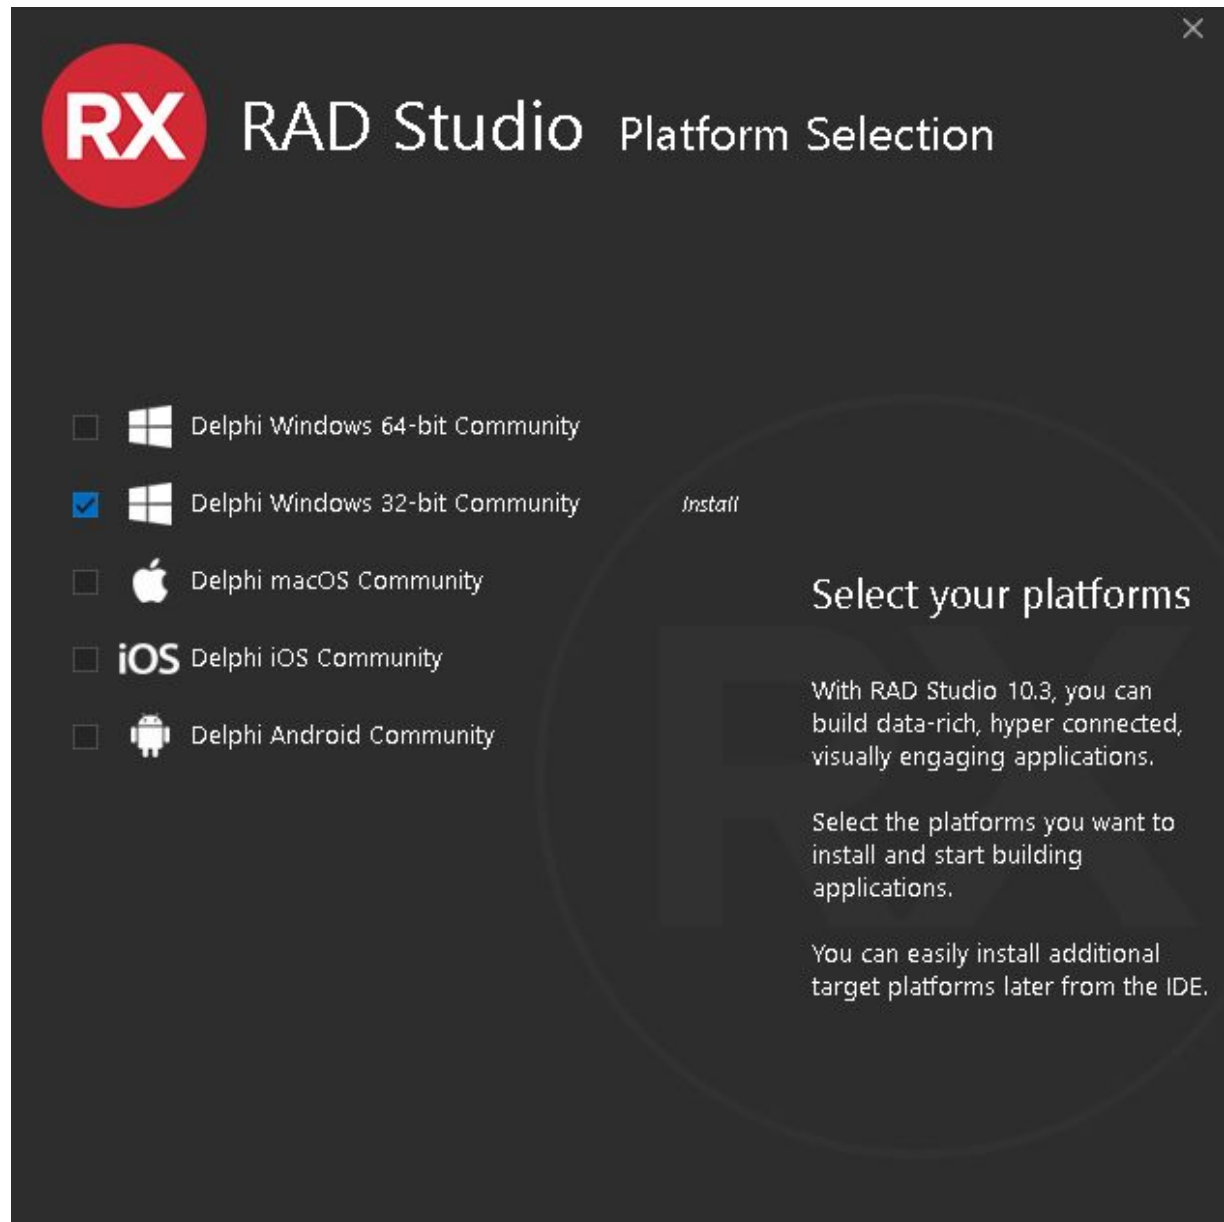 RX RAD Studio Platform Selection
Delphi Windows 64-bit Community
Delphi Windows 32-bit Community Install
Delphi macOS Community
iOS Delphi iOS Community
Delphi Android Community
Select your platforms
With RAD Studio 10.3, you can
build data-rich, hyper connected,
visually engaging applications.
Select the platforms you want to
install and start building
applications.
You can easily install additional
target platforms later from the IDE.
RX